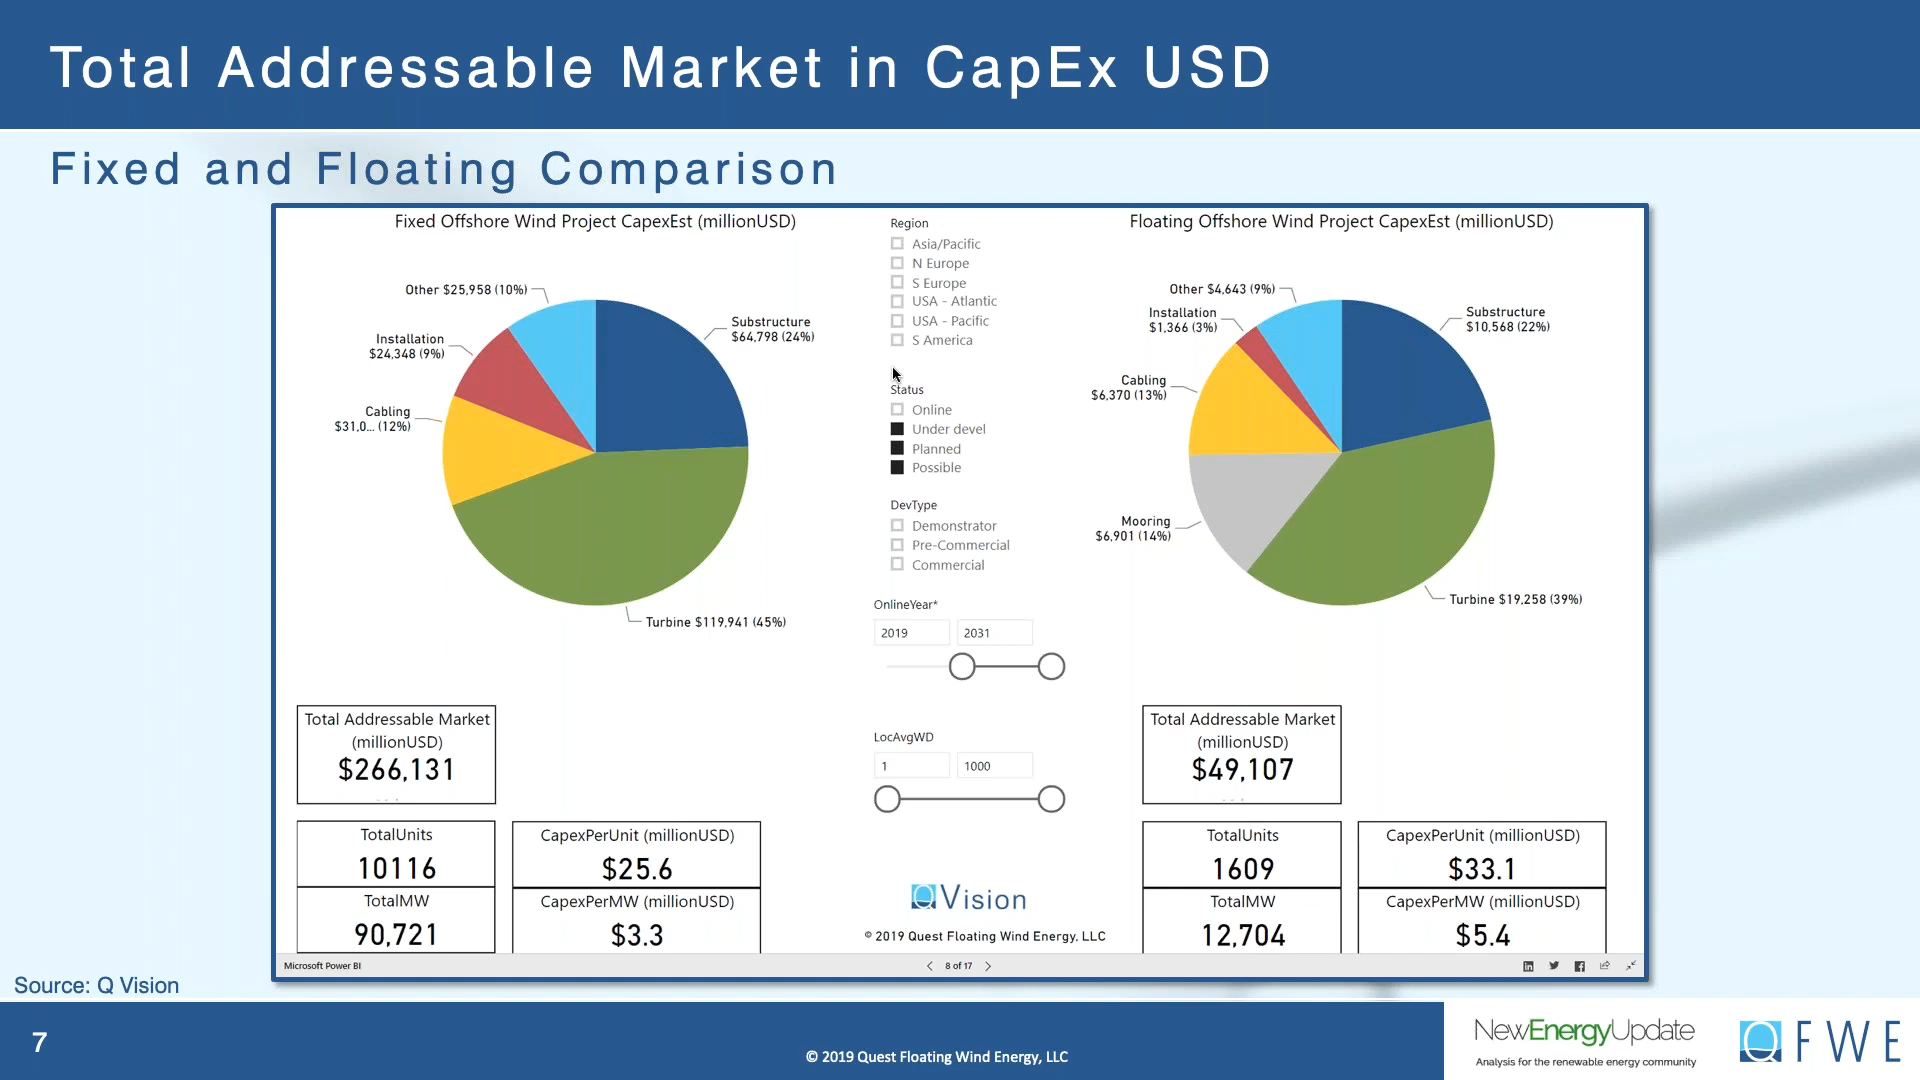 Total Addressable Market in CapEx USD
Fixed and Floating Comparison
Fixed Offshore Wind Project CapexEst (millionUSD)
Other $25,958 (10%)
Installation
$24,348 (9%)
Cabling
$31,0... (12%)
Substructure
$64,798 (24%)
Turbine $119,941 (45%)
Total Addressable Market
(millionUSD)
$266,131
TotalUnits
10116
TotalMW
90,721
CapexPerUnit (millionUSD)
$25.6
CapexPerMW (millionUSD)
$3.3
Region
Asia/Pacific
N Europe
S Europe
USA - Atlantic
USA - Pacific
S America
Status
Online
Under devel
Planned
Possible
DevType
Demonstrator
Pre-Commercial
Commercial
OnlineYear*
2019 2031
LocAvgWD
1 1000
Q Vision
© 2019 Quest Floating Wind Energy. LLC
Floating Offshore Wind Project CapexEst (millionUSD)
Other $4,643 (9%)
Installation
$1,366 (3%)
Cabling
$6,370 (13%)
Mooring
$6,901 (14%)
Substructure
$10,568 (22%)
Turbine $19,258 (39%)
Total Addressable Market
(millionUSD)
$49,107
TotalUnits
1609
TotalMW
12,704
CapexPerUnit (millionUSD)
$33.1
CapexPerMW (millionUSD)
$5.4
Microsoft Power BI
8 of 17
Source: Q Vision
7
© 2019 Quest Floating Wind Energy, LLC
NewEnergyUpdate
Analysis for the renewable energy community
Q FWE